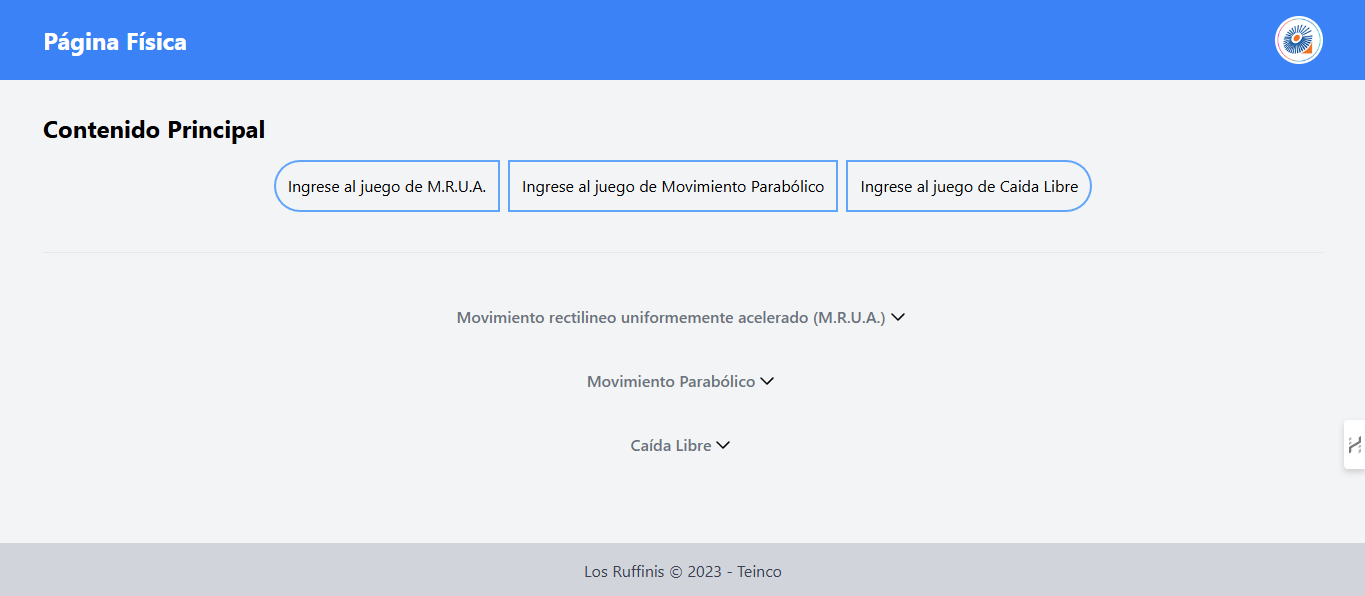 Página Física
Contenido Principal
Ingrese al juego de M.R.U.A.
Ingrese al juego de Movimiento Parabólico
Ingrese al juego de Caida Libre
Movimiento rectilineo uniformemente acelerado (M.R.U.A.)
Movimiento Parabólico
Caída Libre
Los Ruffinis © 2023 - Teinco